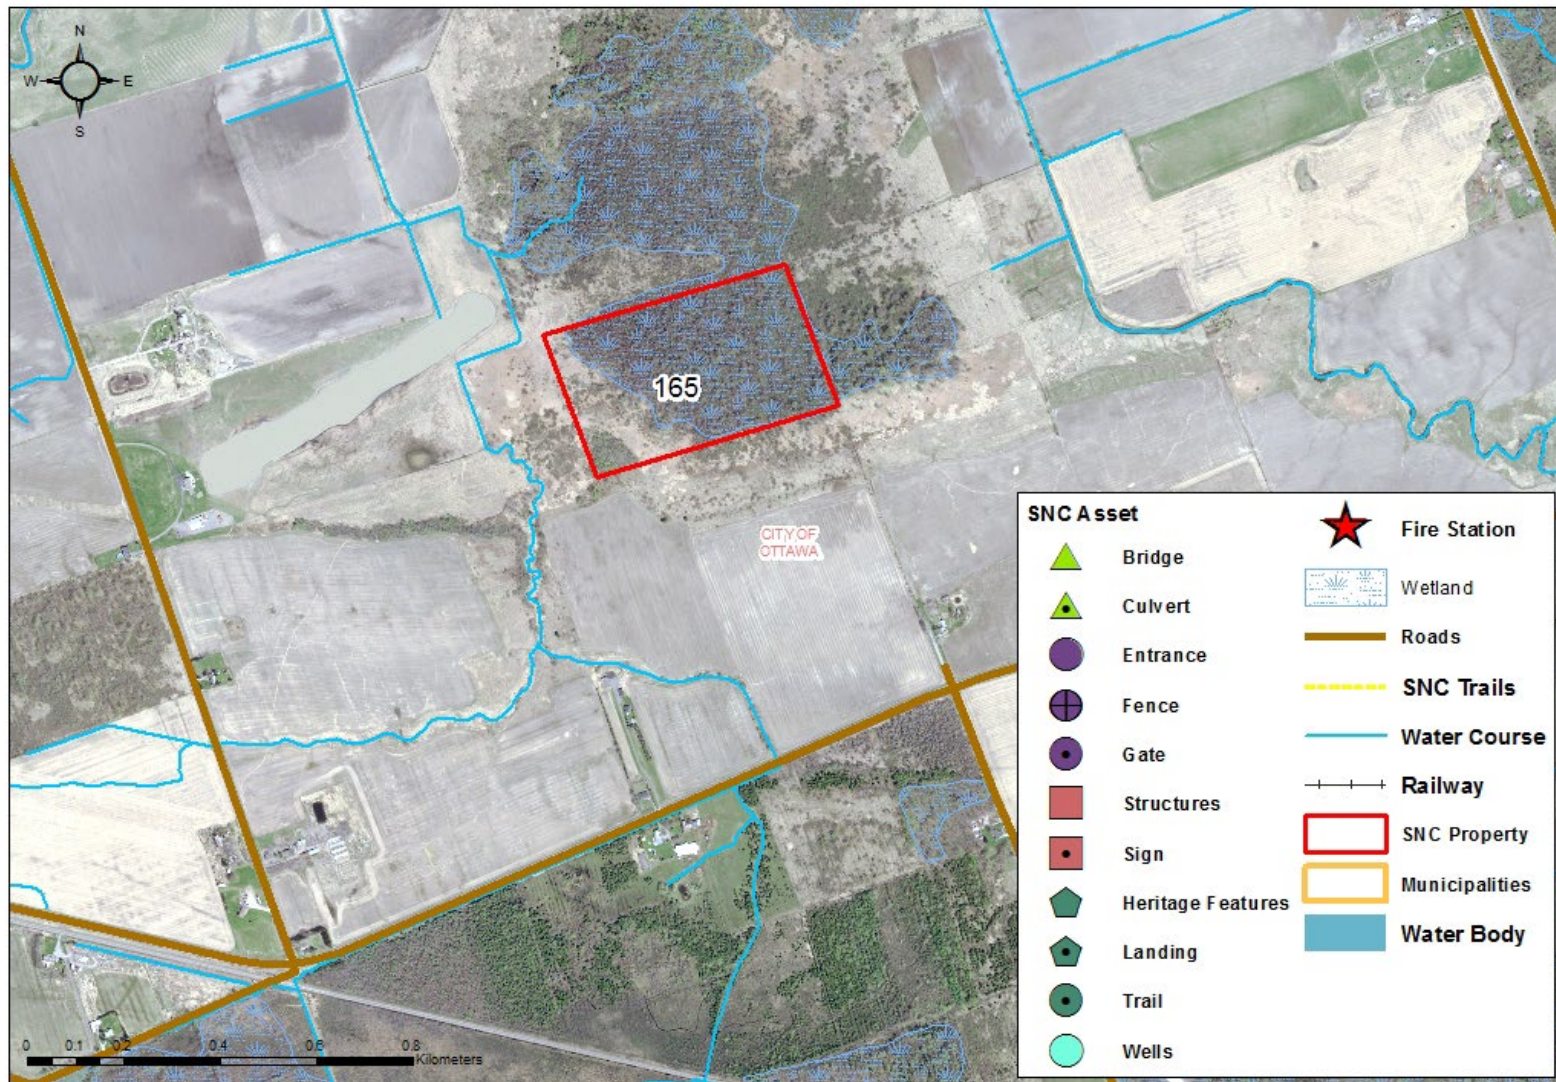 N
W E
S
165
CITY OF
OTTAWA
SNC Asset
Bridge
Culvert
Entrance
Fence
Gate
Structures
Sign
Heritage Features
Landing
Trail
Wells
Fire Station
Wetland
Roads
SNC Trails
Water Course
Railway
SNC Property
Municipalities
Water Body
0 0.1 0.2 0.4 0.6 0.8
Kilometers